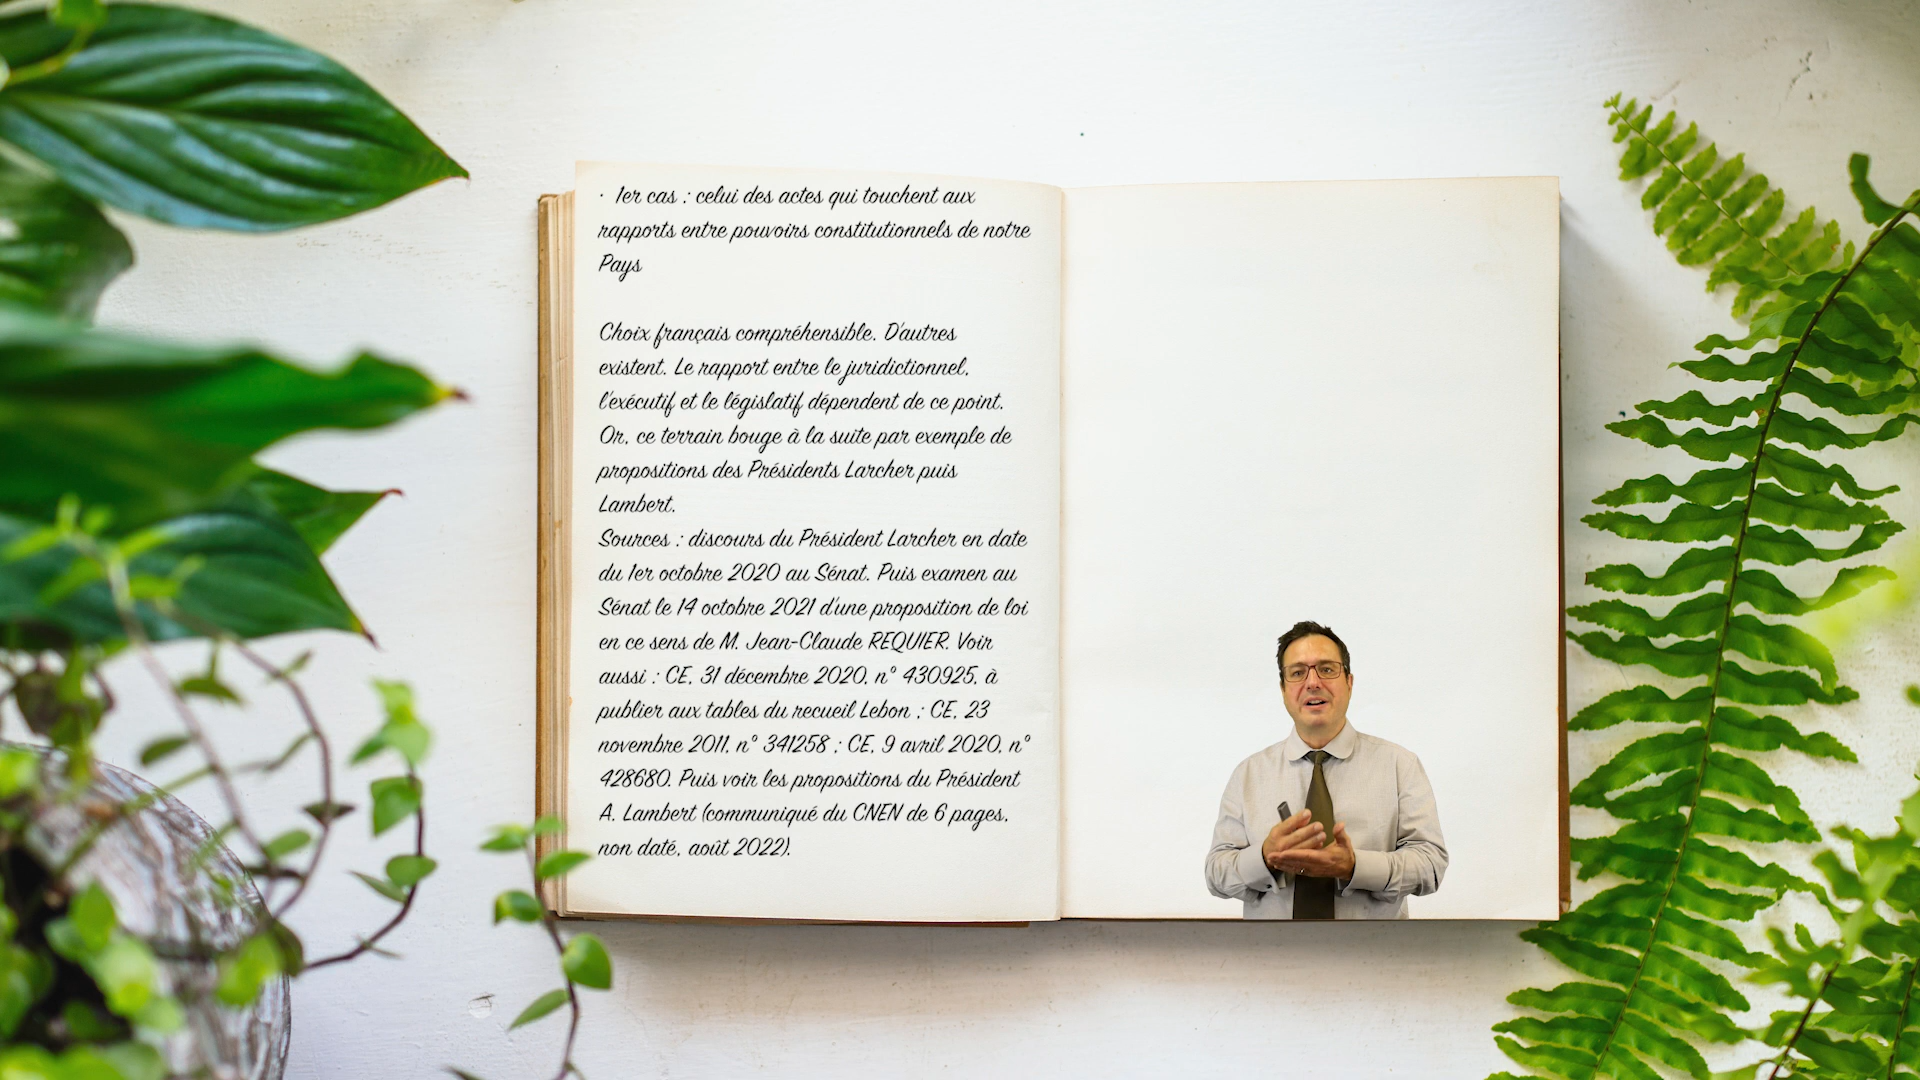 · 1er cas : celui des actes qui touchent aux
rapports entre pouvoirs constitutionnels de notre
Pays
Choix français compréhensible. D'autres
existent. Le rapport entre le juridictionnel,
l'exécutif et le législatif dépendent de ce point.
Or, ce terrain bouge à la suite par exemple de
propositions des Présidents Larcher puis
Lambert.
Sources : discours du Président Larcher en date
du 1er octobre 2020 au Sénat. Puis examen au
Sénat le 14 octobre 2021 d'une proposition de loi
en ce sens de M. Jean-Claude REQUIER. Voir
aussi : CE, 31 décembre 2020, n° 430925, à
publier aux tables du recueil Lebon ; CE, 23
novembre 2011, n° 341258 ; CE, 9 avril 2020, n°
428680. Puis voir les propositions du Président
A. Lambert (communiqué du CNEN de 6 pages,
non daté, août 2022).